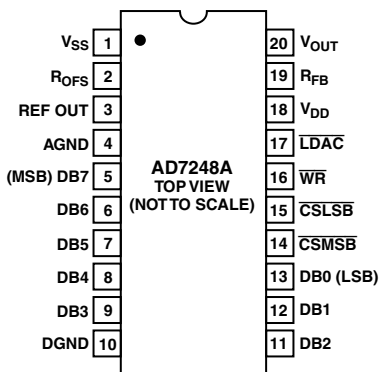 VSS 1
ROFS 2
REF OUT 3
AGND 4
(MSB) DB7 5
DB6 6
DB5 7
DB4 8
DB3 9
DGND 10
AD7248A
TOP VIEW
(NOT TO SCALE)
20 VOUT
19 RFB
18 VDD
17 LDAC
16 WR
15 CSLSB
14 CSMSB
13 DB0 (LSB)
12 DB1
11 DB2